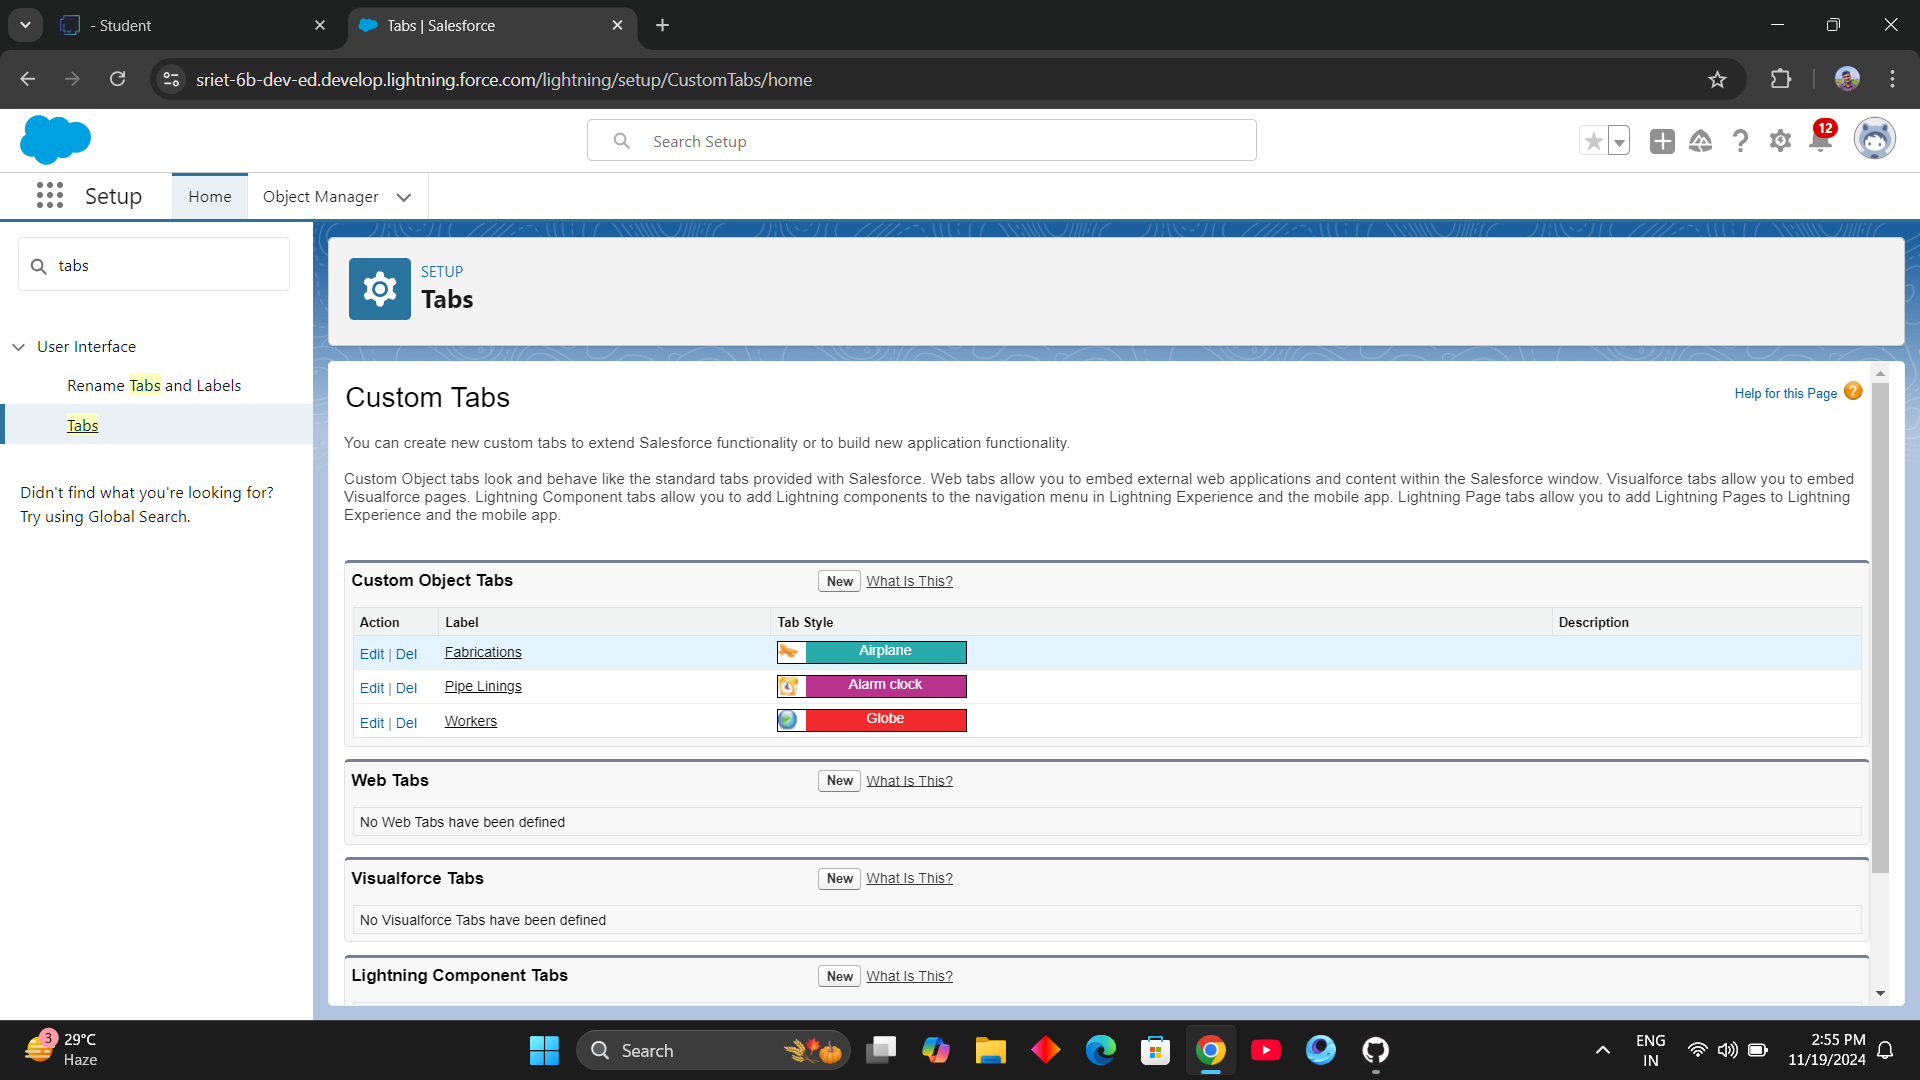 - Student
Tabs | Salesforce
sriet-6b-dev-ed.develop.lightning.force.com/lightning/setup/CustomTabs/home
Search Setup
12
Setup
Home
Object Manager
tabs
User Interface
Rename Tabs and Labels
Tabs
Didn't find what you're looking for?
Try using Global Search.
SETUP
Tabs
Custom Tabs
Help for this Page ?
You can create new custom tabs to extend Salesforce functionality or to build new application functionality.
Custom Object tabs look and behave like the standard tabs provided with Salesforce. Web tabs allow you to embed external web applications and content within the Salesforce window. Visualforce tabs allow you to embed
Visualforce pages. Lightning Component tabs allow you to add Lightning components to the navigation menu in Lightning Experience and the mobile app. Lightning Page tabs allow you to add Lightning Pages to Lightning
Experience and the mobile app.
Custom Object Tabs New What Is This?
Action Label Tab Style Description
Edit | Del Fabrications Airplane
Edit | Del Pipe Linings Alarm clock
Edit | Del Workers Globe
Web Tabs New What Is This?
No Web Tabs have been defined
Visualforce Tabs New What Is This?
No Visualforce Tabs have been defined
Lightning Component Tabs New What Is This?
3
29°C
Haze
Search
ENG
IN
2:55 PM
11/19/2024